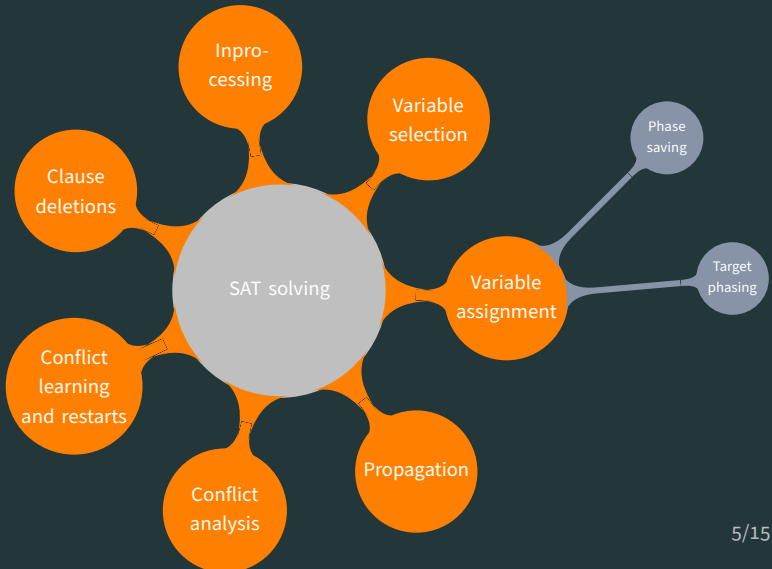 Inpro-
cessing
Variable
selection
Phase
saving
Clause
deletions
Target
phasing
SAT solving
Variable
assignment
Conflict
learning
and restarts
Propagation
Conflict
analysis
5/15